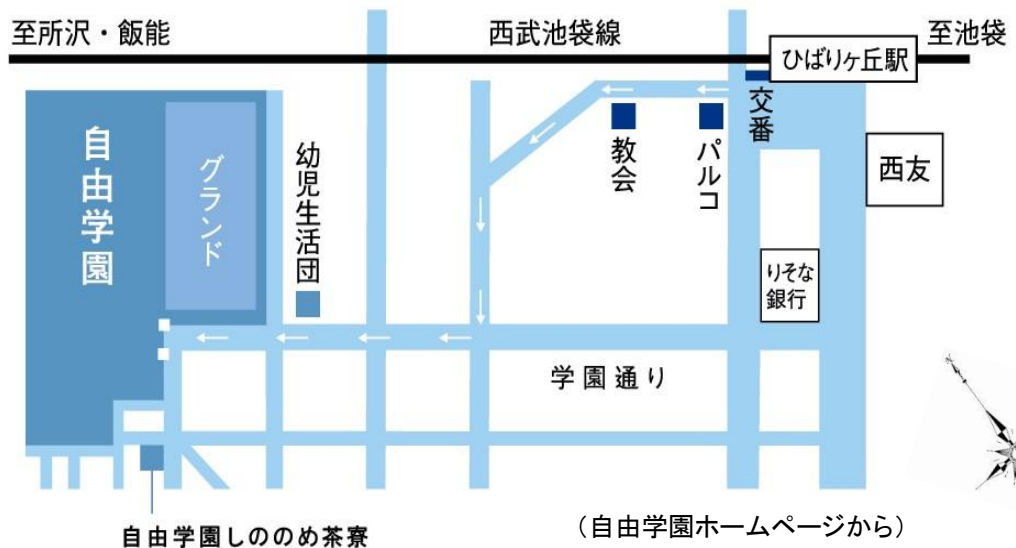 至所沢・飯能
西武池袋線
至池袋
ひばりヶ丘駅
交番
パルコ
教会
西友
りそな
銀行
幼児生活団
グランド
自由学園
学園通り
自由学園しののめ茶寮
（自由学園ホームページから）